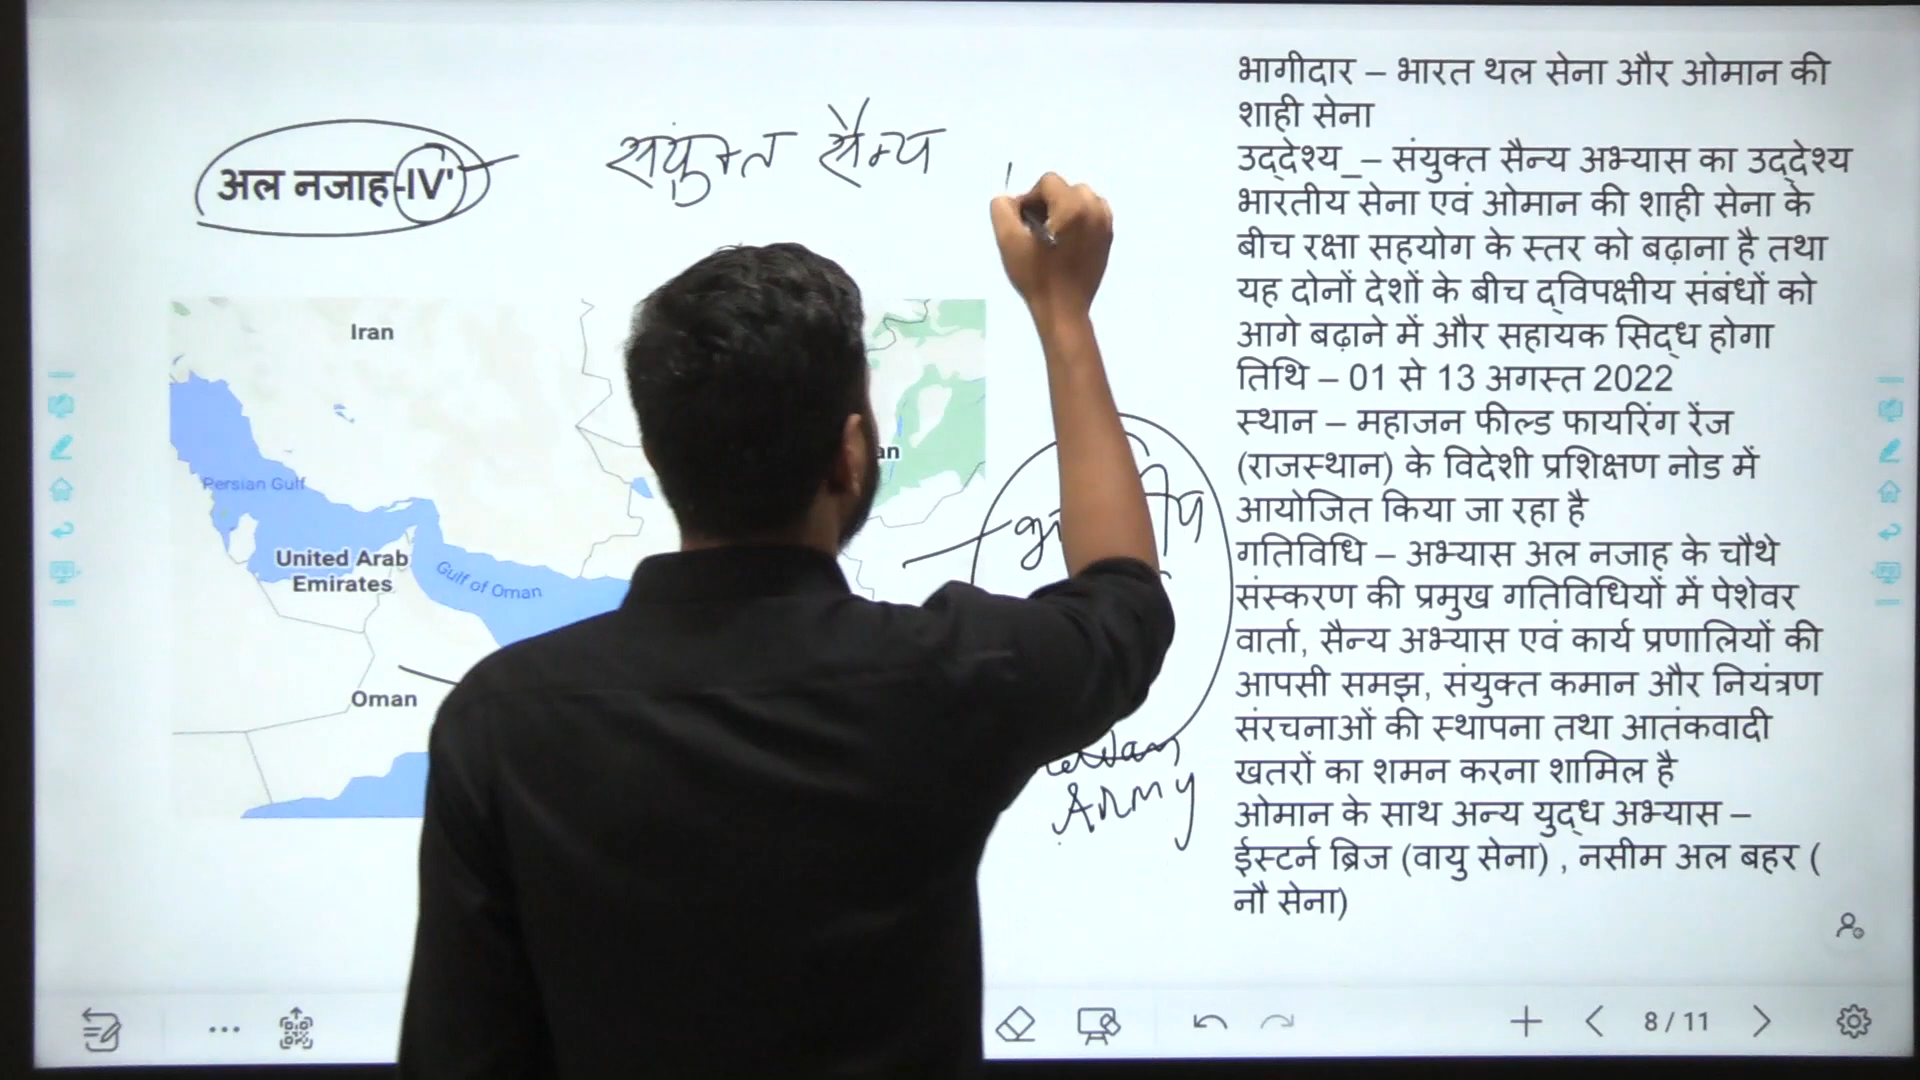 अल नजाह-IV'
संयुक्त सैन्य
Iran
Persian Gulf
United Arab
Emirates
Gulf of Oman
Oman
an
Army
भागीदार – भारत थल सेना और ओमान की
शाही सेना
उद्देश्य_– संयुक्त सैन्य अभ्यास का उद्देश्य
भारतीय सेना एवं ओमान की शाही सेना के
बीच रक्षा सहयोग के स्तर को बढ़ाना है तथा
यह दोनों देशों के बीच द्विपक्षीय संबंधों को
आगे बढ़ाने में और सहायक सिद्ध होगा
तिथि – 01 से 13 अगस्त 2022
स्थान – महाजन फील्ड फायरिंग रेंज
(राजस्थान) के विदेशी प्रशिक्षण नोड में
आयोजित किया जा रहा है
गतिविधि – अभ्यास अल नजाह के चौथे
संस्करण की प्रमुख गतिविधियों में पेशेवर
वार्ता, सैन्य अभ्यास एवं कार्य प्रणालियों की
आपसी समझ, संयुक्त कमान और नियंत्रण
संरचनाओं की स्थापना तथा आतंकवादी
खतरों का शमन करना शामिल है
ओमान के साथ अन्य युद्ध अभ्यास –
ईस्टर्न ब्रिज (वायु सेना) , नसीम अल बहर (
नौ सेना)
8 / 11